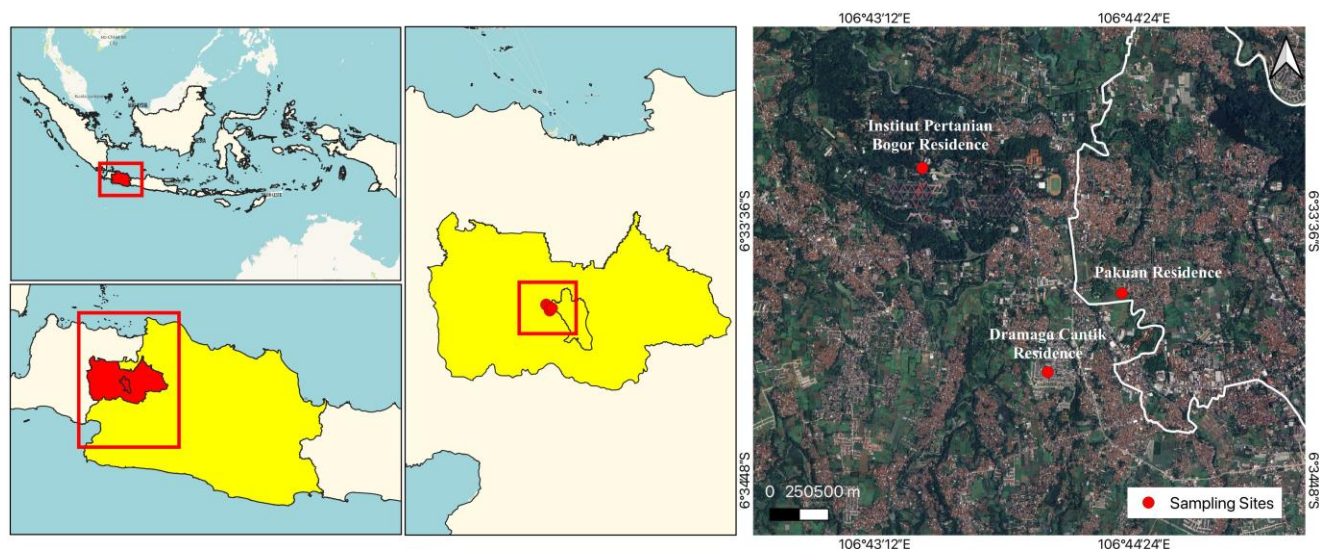 106°43'12"E
106°44'24"E
Institut Pertanian
Bogor Residence
6°33'36"S
6°33'36"S
Pakuan Residence
Dramaga Cantik
Residence
6°34'48"S
6°34'48"S
0 250500 m
Sampling Sites
106°43'12"E
106°44'24"E